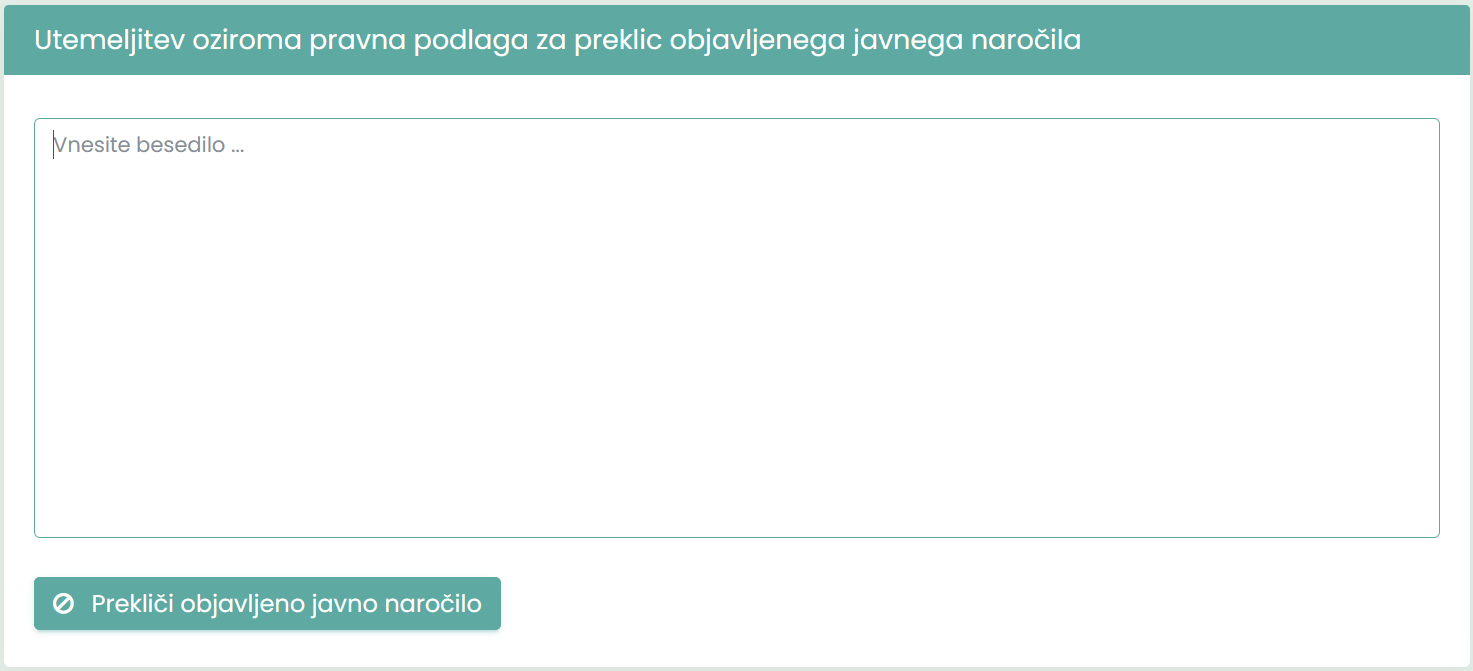 Utemeljitev oziroma pravna podlaga za preklic objavljenega javnega naročila
Vnesite besedilo ...
Prekliči objavljeno javno naročilo